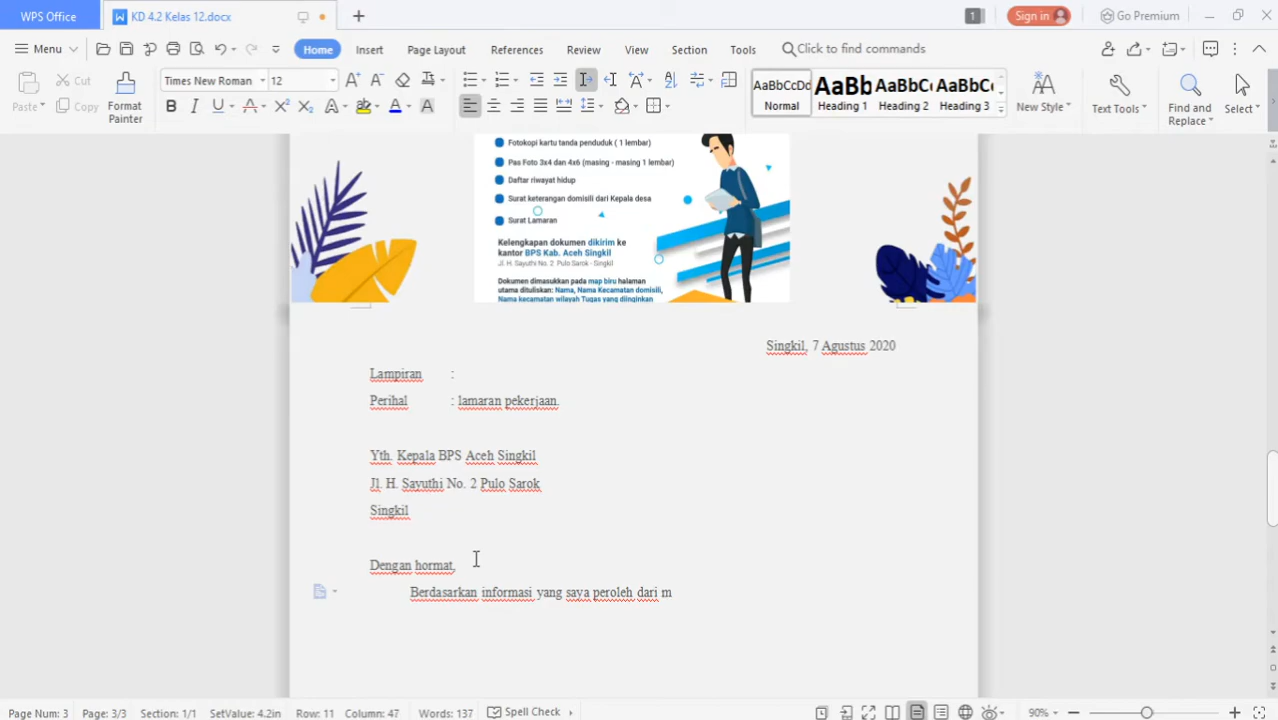 WPS Office
KD 4.2 Kelas 12.docx
1
Sign in
Go Premium
Menu
Home
Insert
Page Layout
References
Review
View
Section
Tools
Click to find commands
Paste
Cut
Copy
Format Painter
Times New Roman
12
AaBbCcDd
Normal
AaBb
Heading 1
AaBbC
Heading 2
AaBbC
Heading 3
New Style
Text Tools
Find and Replace
Select
Fotokopi kartu tanda penduduk ( 1 lembar)
Pas Foto 3x4 dan 4x6 (masing - masing 1 lembar)
Daftar riwayat hidup
Surat keterangan domisili dari Kepala desa
Surat Lamaran
Kelengkapan dokumen dikirim ke
kantor BPS Kab. Aceh Singkil
Jl. H. Sayuthi No. 2 Pulo Sarok - Singkil
Dokumen dimasukkan pada map biru halaman
utama dituliskan: Nama, Nama Kecamatan domisili,
Nama kecamatan wilayah Tugas yang diinginkan
Singkil, 7 Agustus 2020
Lampiran :
Perihal : lamaran pekerjaan.
Yth. Kepala BPS Aceh Singkil
Jl. H. Sayuthi No. 2 Pulo Sarok
Singkil
Dengan hormat,
Berdasarkan informasi yang saya peroleh dari m
Page Num: 3 Page: 3/3 Section: 1/1 SetValue: 4.2in Row: 11 Column: 47 Words: 137 Spell Check 90%